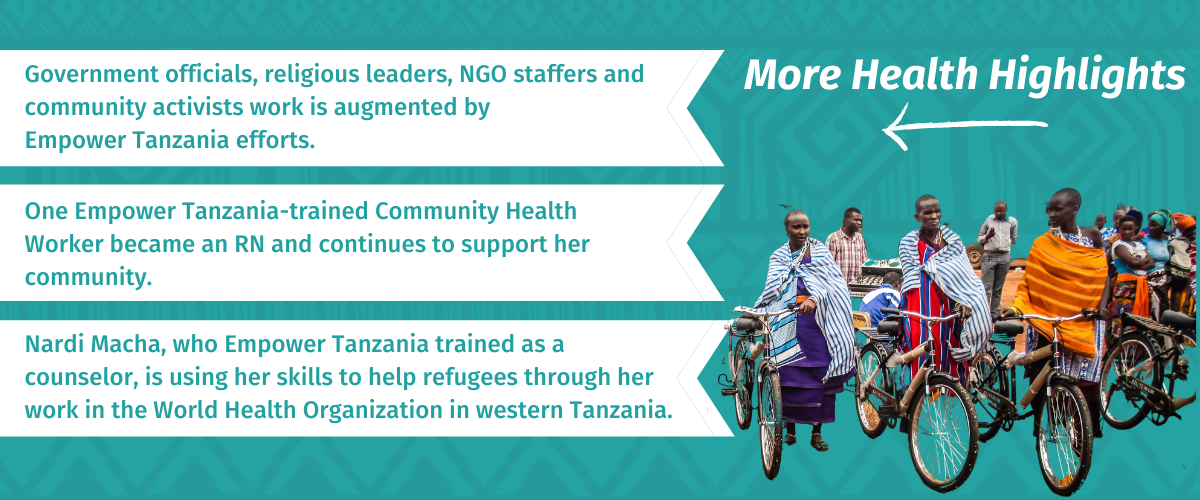 More Health Highlights
Government officials, religious leaders, NGO staffers and
community activists work is augmented by
Empower Tanzania efforts.
One Empower Tanzania-trained Community Health
Worker became an RN and continues to support her
community.
Nardi Macha, who Empower Tanzania trained as a
counselor, is using her skills to help refugees through her
work in the World Health Organization in western Tanzania.